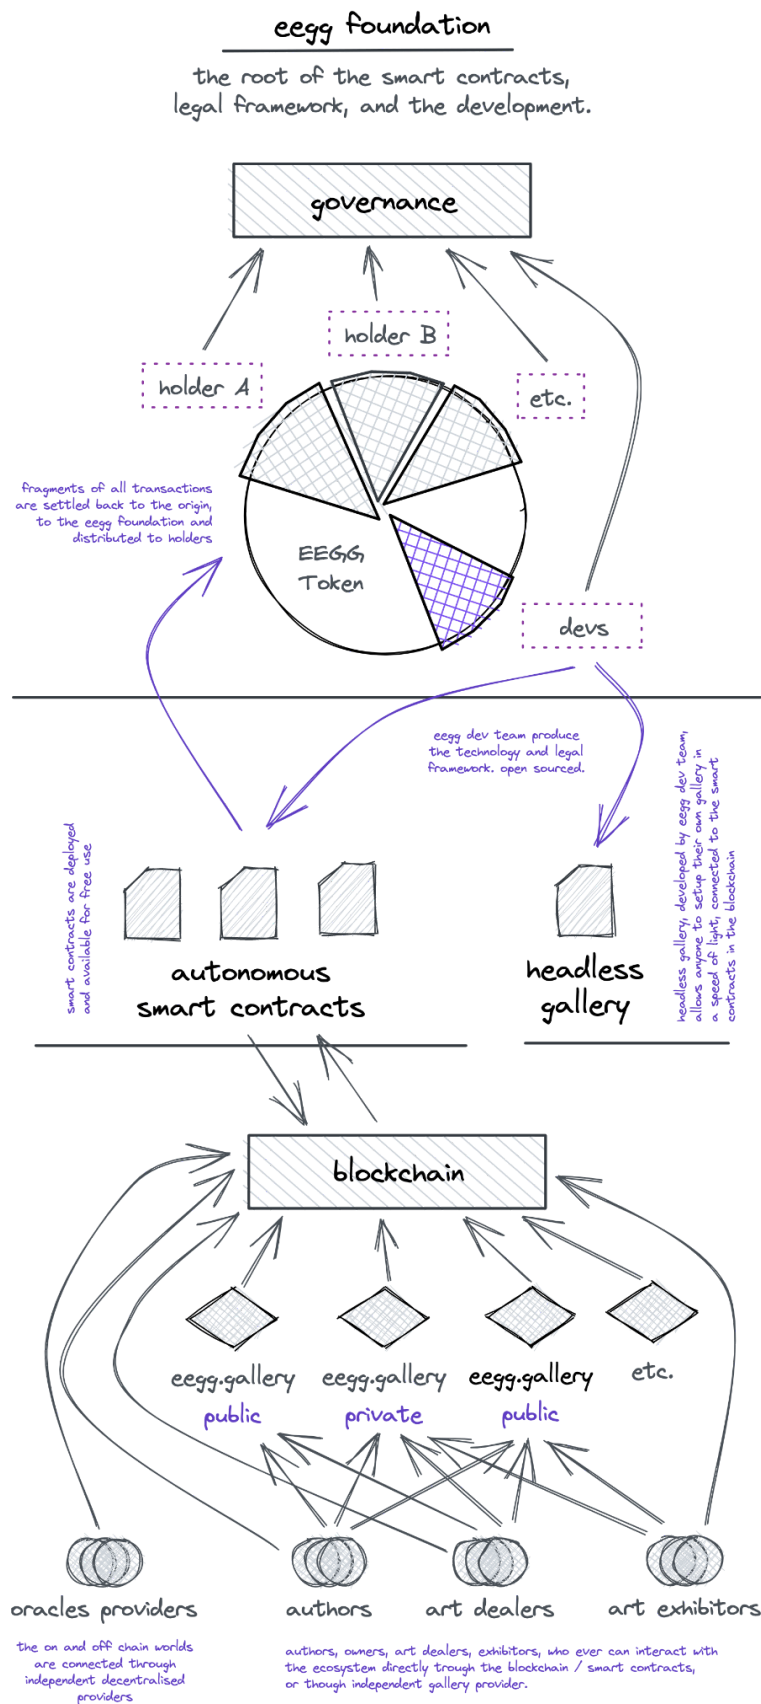 eegg foundation
the root of the smart contracts,
legal framework, and the development.
governance
holder B
holder A
etc.
fragments of all transactions
are settled back to the origin,
to the eegg foundation and
distributed to holders
EEGG
Token
devs
eegg dev team produce
the technology and legal
framework. open sourced.
smart contracts are deployed
and available for free use
headless gallery, developed by eegg dev team,
allows anyone to setup their own gallery in
a speed of light, connected to the smart
contracts in the blockchain
autonomous
smart contracts
headless
gallery
blockchain
eegg.gallery
public
eegg.gallery
private
eegg.gallery
public
etc.
oracles providers
authors
art dealers
art exhibitors
the on and off chain worlds
are connected through
independent decentralised
providers
authors, owners, art dealers, exhibitors, who ever can interact with
the ecosystem directly trough the blockchain / smart contracts,
or though independent gallery provider.